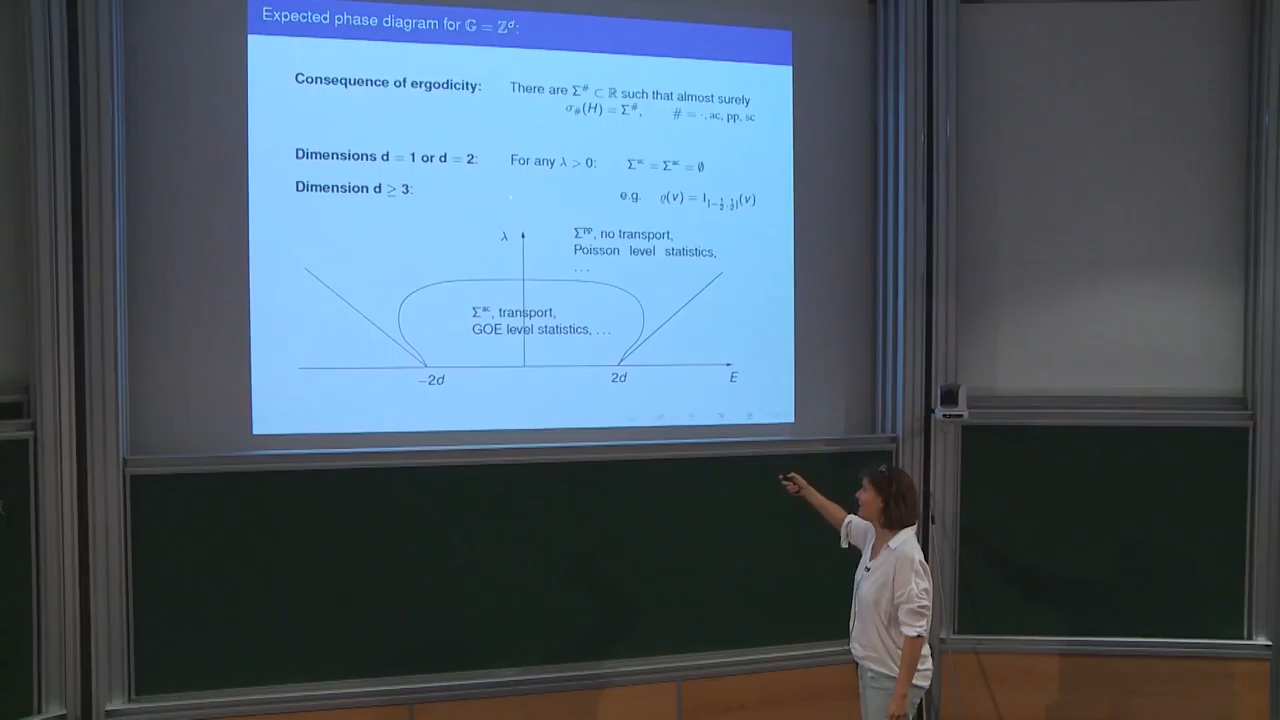 Expected phase diagram for 𝔾 = ℤᵈ:
Consequence of ergodicity: There are Σ^# ⊂ ℝ such that almost surely
σ_#(H) = Σ^#, # = ·, ac, pp, sc
Dimensions d = 1 or d = 2: For any λ > 0: Σ^ac = Σ^ac = ∅
Dimension d ≥ 3: e.g. ϱ(v) = 1_[−½,½](v)
λ
Σ^pp, no transport,
Poisson level statistics,
...
Σ^ac, transport,
GOE level statistics, ...
−2d 2d E